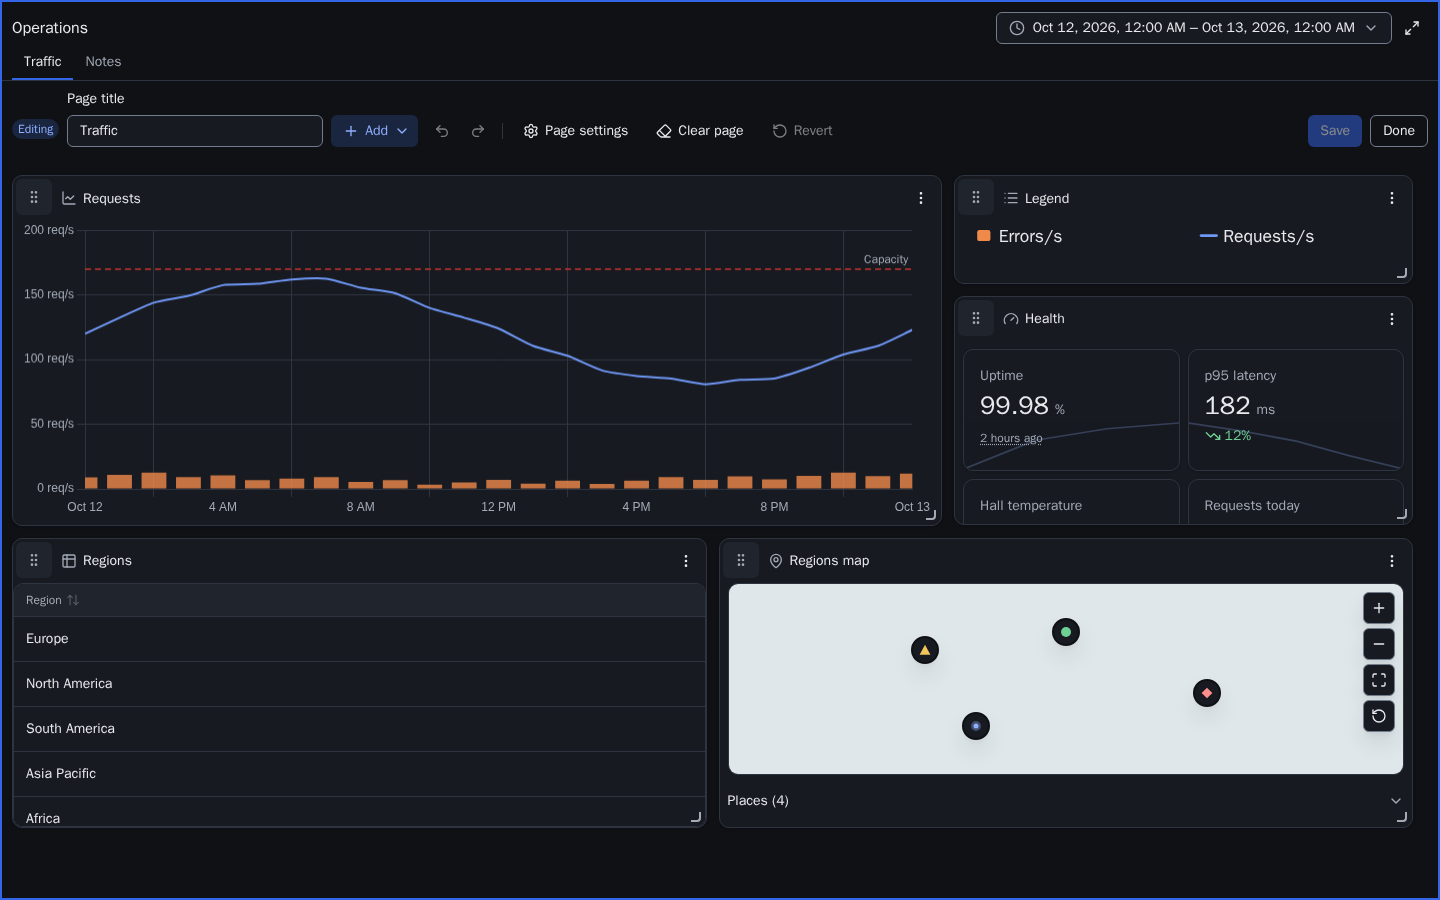 Operations
Oct 12, 2026, 12:00 AM – Oct 13, 2026, 12:00 AM
Traffic
Notes
Page title
Editing
Traffic
Add
Page settings
Clear page
Revert
Save
Done
Requests
200 req/s
150 req/s
100 req/s
50 req/s
0 req/s
Capacity
Oct 12
4 AM
8 AM
12 PM
4 PM
8 PM
Oct 13
Legend
Errors/s
Requests/s
Health
Uptime
99.98 %
2 hours ago
p95 latency
182 ms
12%
Hall temperature
Requests today
Regions
Region
Europe
North America
South America
Asia Pacific
Africa
Regions map
Places (4)